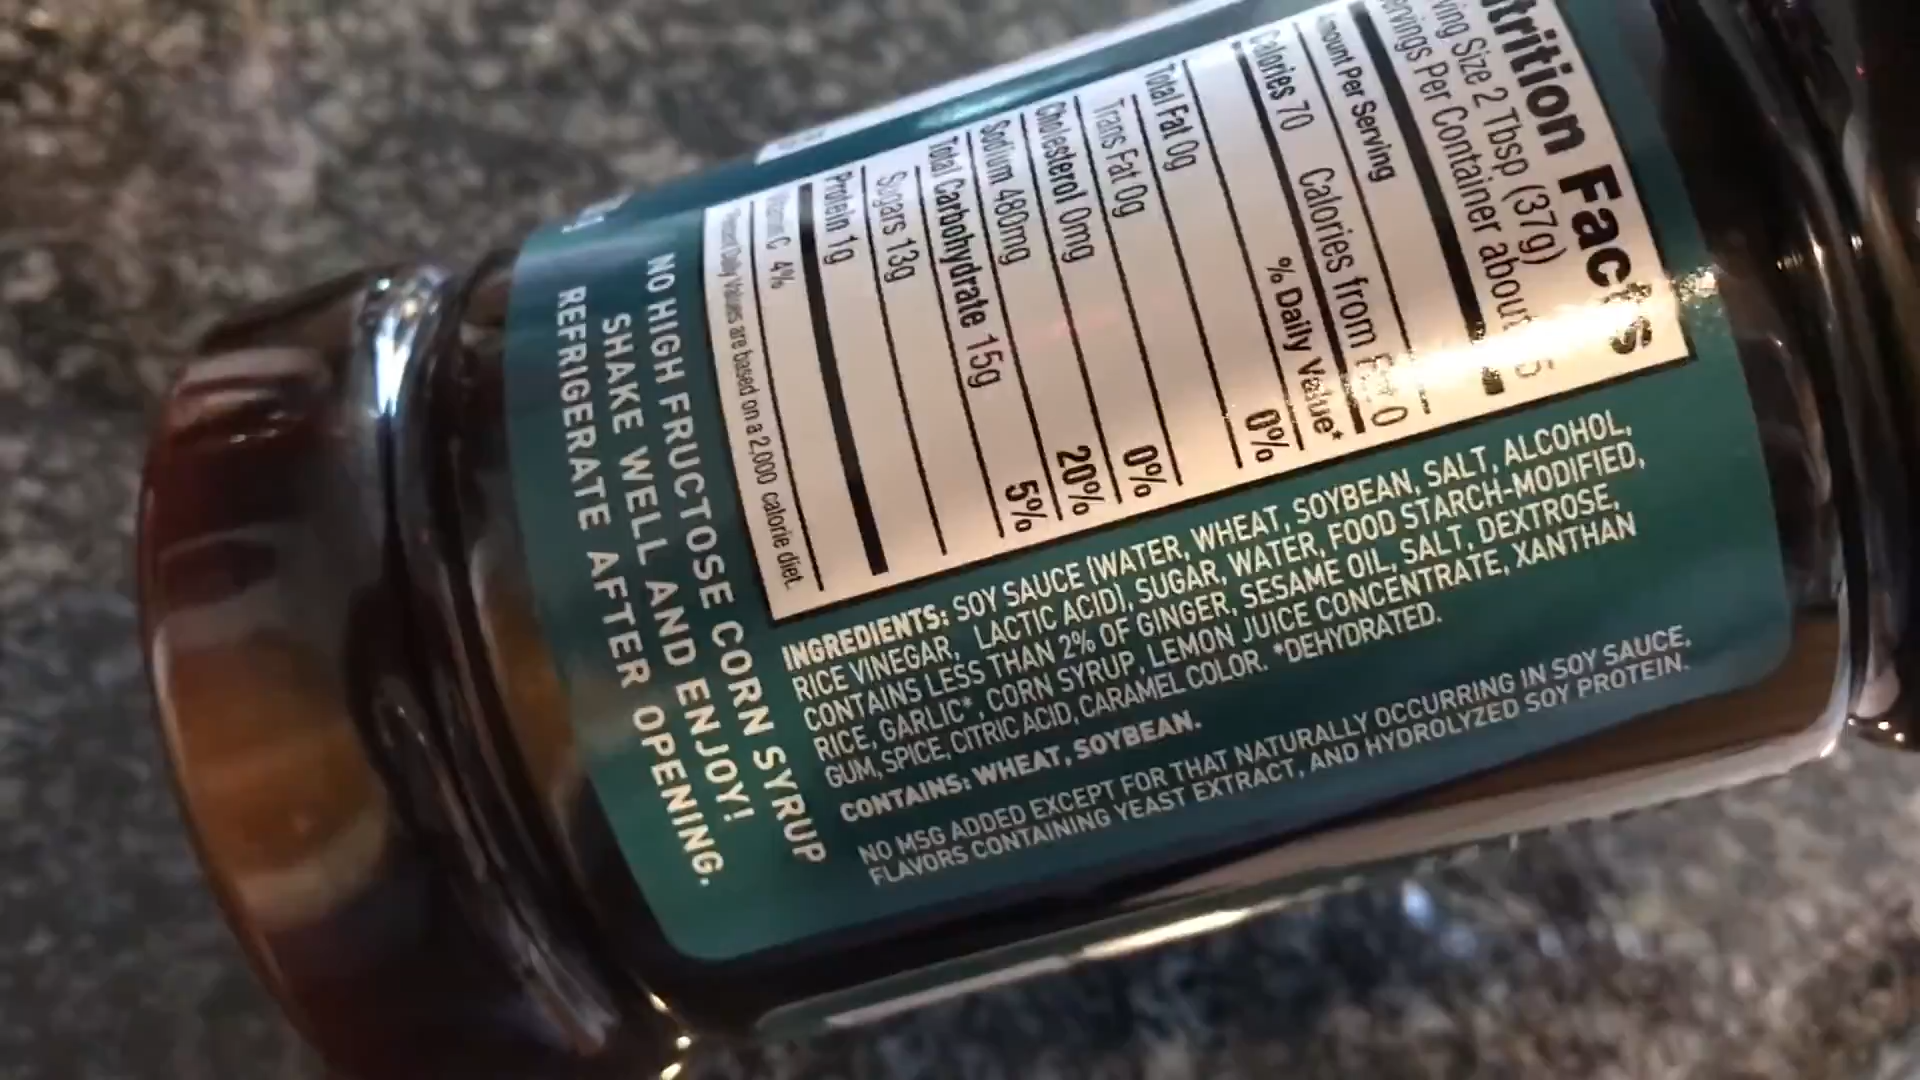 trition Facts
ving Size 2 Tbsp (37g)
ervings Per Container about 5
Amount Per Serving
Calories 70 Calories from Fat 0
% Daily Value*
Total Fat 0g 0%
Trans Fat 0g
Cholesterol 0mg 0%
Sodium 480mg 20%
Total Carbohydrate 15g 5%
Sugars 13g
Protein 1g
Vitamin C 4%
Percent Daily Values are based on a 2,000 calorie diet.
NO HIGH FRUCTOSE CORN SYRUP
SHAKE WELL AND ENJOY!
REFRIGERATE AFTER OPENING.
INGREDIENTS: SOY SAUCE (WATER, WHEAT, SOYBEAN, SALT, ALCOHOL,
RICE VINEGAR, LACTIC ACID), SUGAR, WATER, FOOD STARCH-MODIFIED,
CONTAINS LESS THAN 2% OF GINGER, SESAME OIL, SALT, DEXTROSE,
RICE, GARLIC*, CORN SYRUP, LEMON JUICE CONCENTRATE, XANTHAN
GUM, SPICE, CITRIC ACID, CARAMEL COLOR. *DEHYDRATED.
CONTAINS: WHEAT, SOYBEAN.
NO MSG ADDED EXCEPT FOR THAT NATURALLY OCCURRING IN SOY SAUCE,
FLAVORS CONTAINING YEAST EXTRACT, AND HYDROLYZED SOY PROTEIN.